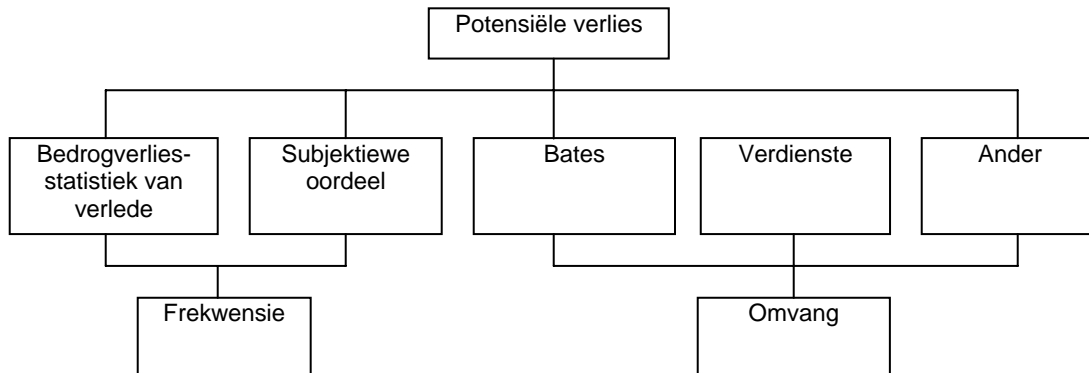 Potensiële verlies
Bedrogverlies-
statistiek van
verlede
Subjektiewe
oordeel
Bates
Verdienste
Ander
Frekwensie
Omvang